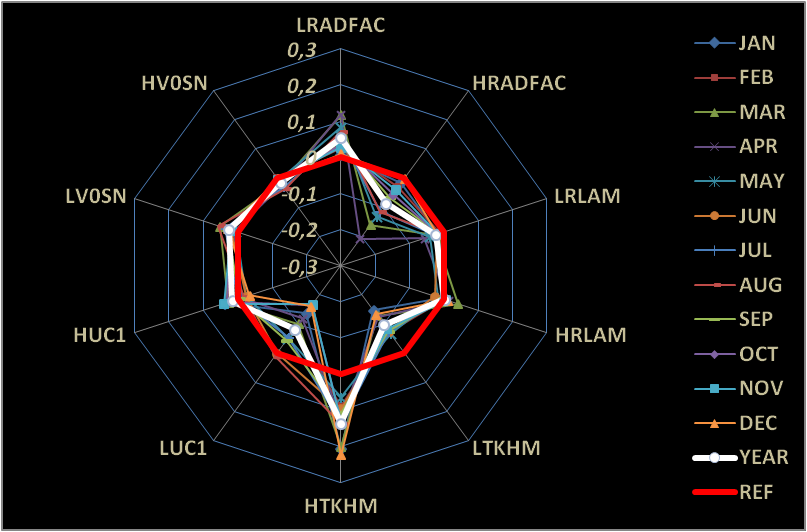 LRADFAC
0,3
0,2
0,1
0
-0,1
-0,2
-0,3
HRADFAC
LRLAM
HRLAM
LTKHM
HTKHM
LUC1
HUC1
LV0SN
HV0SN
JAN
FEB
MAR
APR
MAY
JUN
JUL
AUG
SEP
OCT
NOV
DEC
YEAR
REF